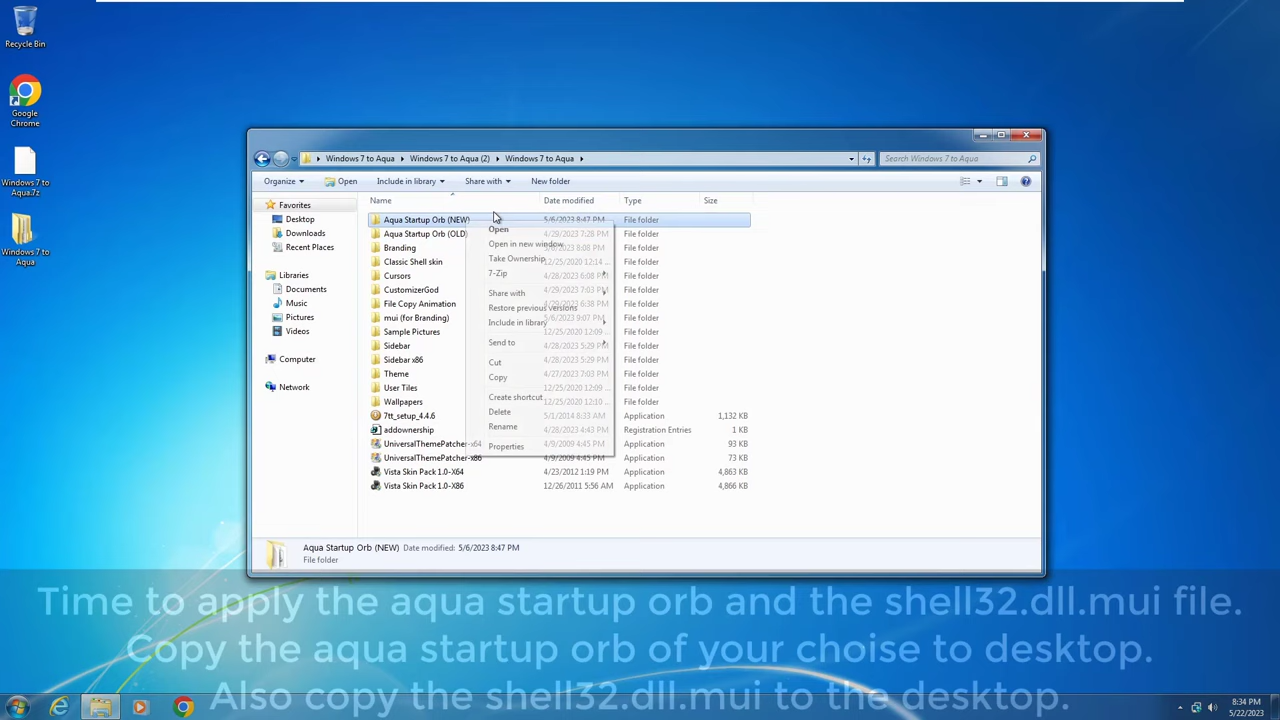 Recycle Bin
Google
Chrome
Windows 7 to
Aqua.7z
Windows 7 to
Aqua
Windows 7 to Aqua
Windows 7 to Aqua (2)
Windows 7 to Aqua
Search Windows 7 to Aqua
Organize
Open
Include in library
Share with
New folder
Favorites
Desktop
Downloads
Recent Places
Libraries
Documents
Music
Pictures
Videos
Computer
Network
Name Date modified Type Size
Aqua Startup Orb (NEW) 5/6/2023 8:47 PM File folder
Aqua Startup Orb (OLD) 4/29/2023 7:28 PM File folder
Branding 5/6/2023 8:08 PM File folder
Classic Shell skin 12/25/2020 12:14 ... File folder
Cursors 4/28/2023 6:08 PM File folder
CustomizerGod 4/29/2023 7:03 PM File folder
File Copy Animation 4/29/2023 6:38 PM File folder
mui (for Branding) 5/6/2023 9:07 PM File folder
Sample Pictures 12/25/2020 12:09 ... File folder
Sidebar 4/28/2023 5:29 PM File folder
Sidebar x86 4/28/2023 5:29 PM File folder
Theme 4/27/2023 7:03 PM File folder
User Tiles 12/25/2020 12:09 ... File folder
Wallpapers 12/25/2020 12:10 ... File folder
7tt_setup_4.4.6 5/1/2014 8:33 AM Application 1,132 KB
addownership 4/28/2023 4:43 PM Registration Entries 1 KB
UniversalThemePatcher-x64 4/9/2009 4:45 PM Application 93 KB
UniversalThemePatcher-x86 4/9/2009 4:45 PM Application 73 KB
Vista Skin Pack 1.0-X64 4/23/2012 1:19 PM Application 4,863 KB
Vista Skin Pack 1.0-X86 12/26/2011 5:56 AM Application 4,866 KB
Open
Open in new window
Take Ownership
7-Zip
Share with
Restore previous versions
Include in library
Send to
Cut
Copy
Create shortcut
Delete
Rename
Properties
Aqua Startup Orb (NEW) Date modified: 5/6/2023 8:47 PM
File folder
Time to apply the aqua startup orb and the shell32.dll.mui file.
Copy the aqua startup orb of your choise to desktop.
Also copy the shell32.dll.mui to the desktop.
8:34 PM
5/22/2023